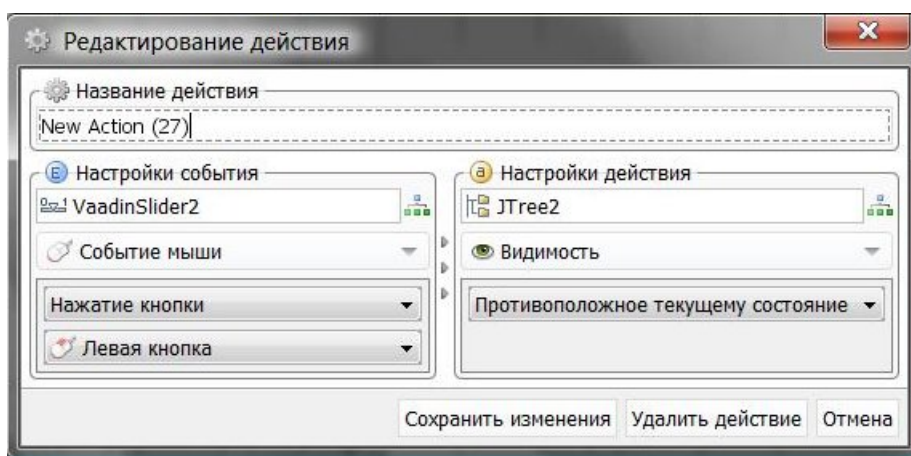 Редактирование действия
Название действия
New Action (27)
Настройки события
VaadinSlider2
Событие мыши
Нажатие кнопки
Левая кнопка
Настройки действия
JTree2
Видимость
Противоположное текущему состояние
Сохранить изменения Удалить действие Отмена